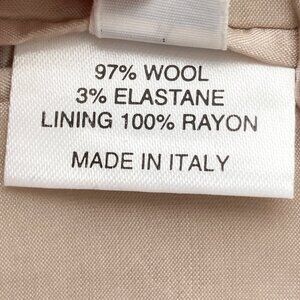 97% WOOL
3% ELASTANE
LINING 100% RAYON
MADE IN ITALY